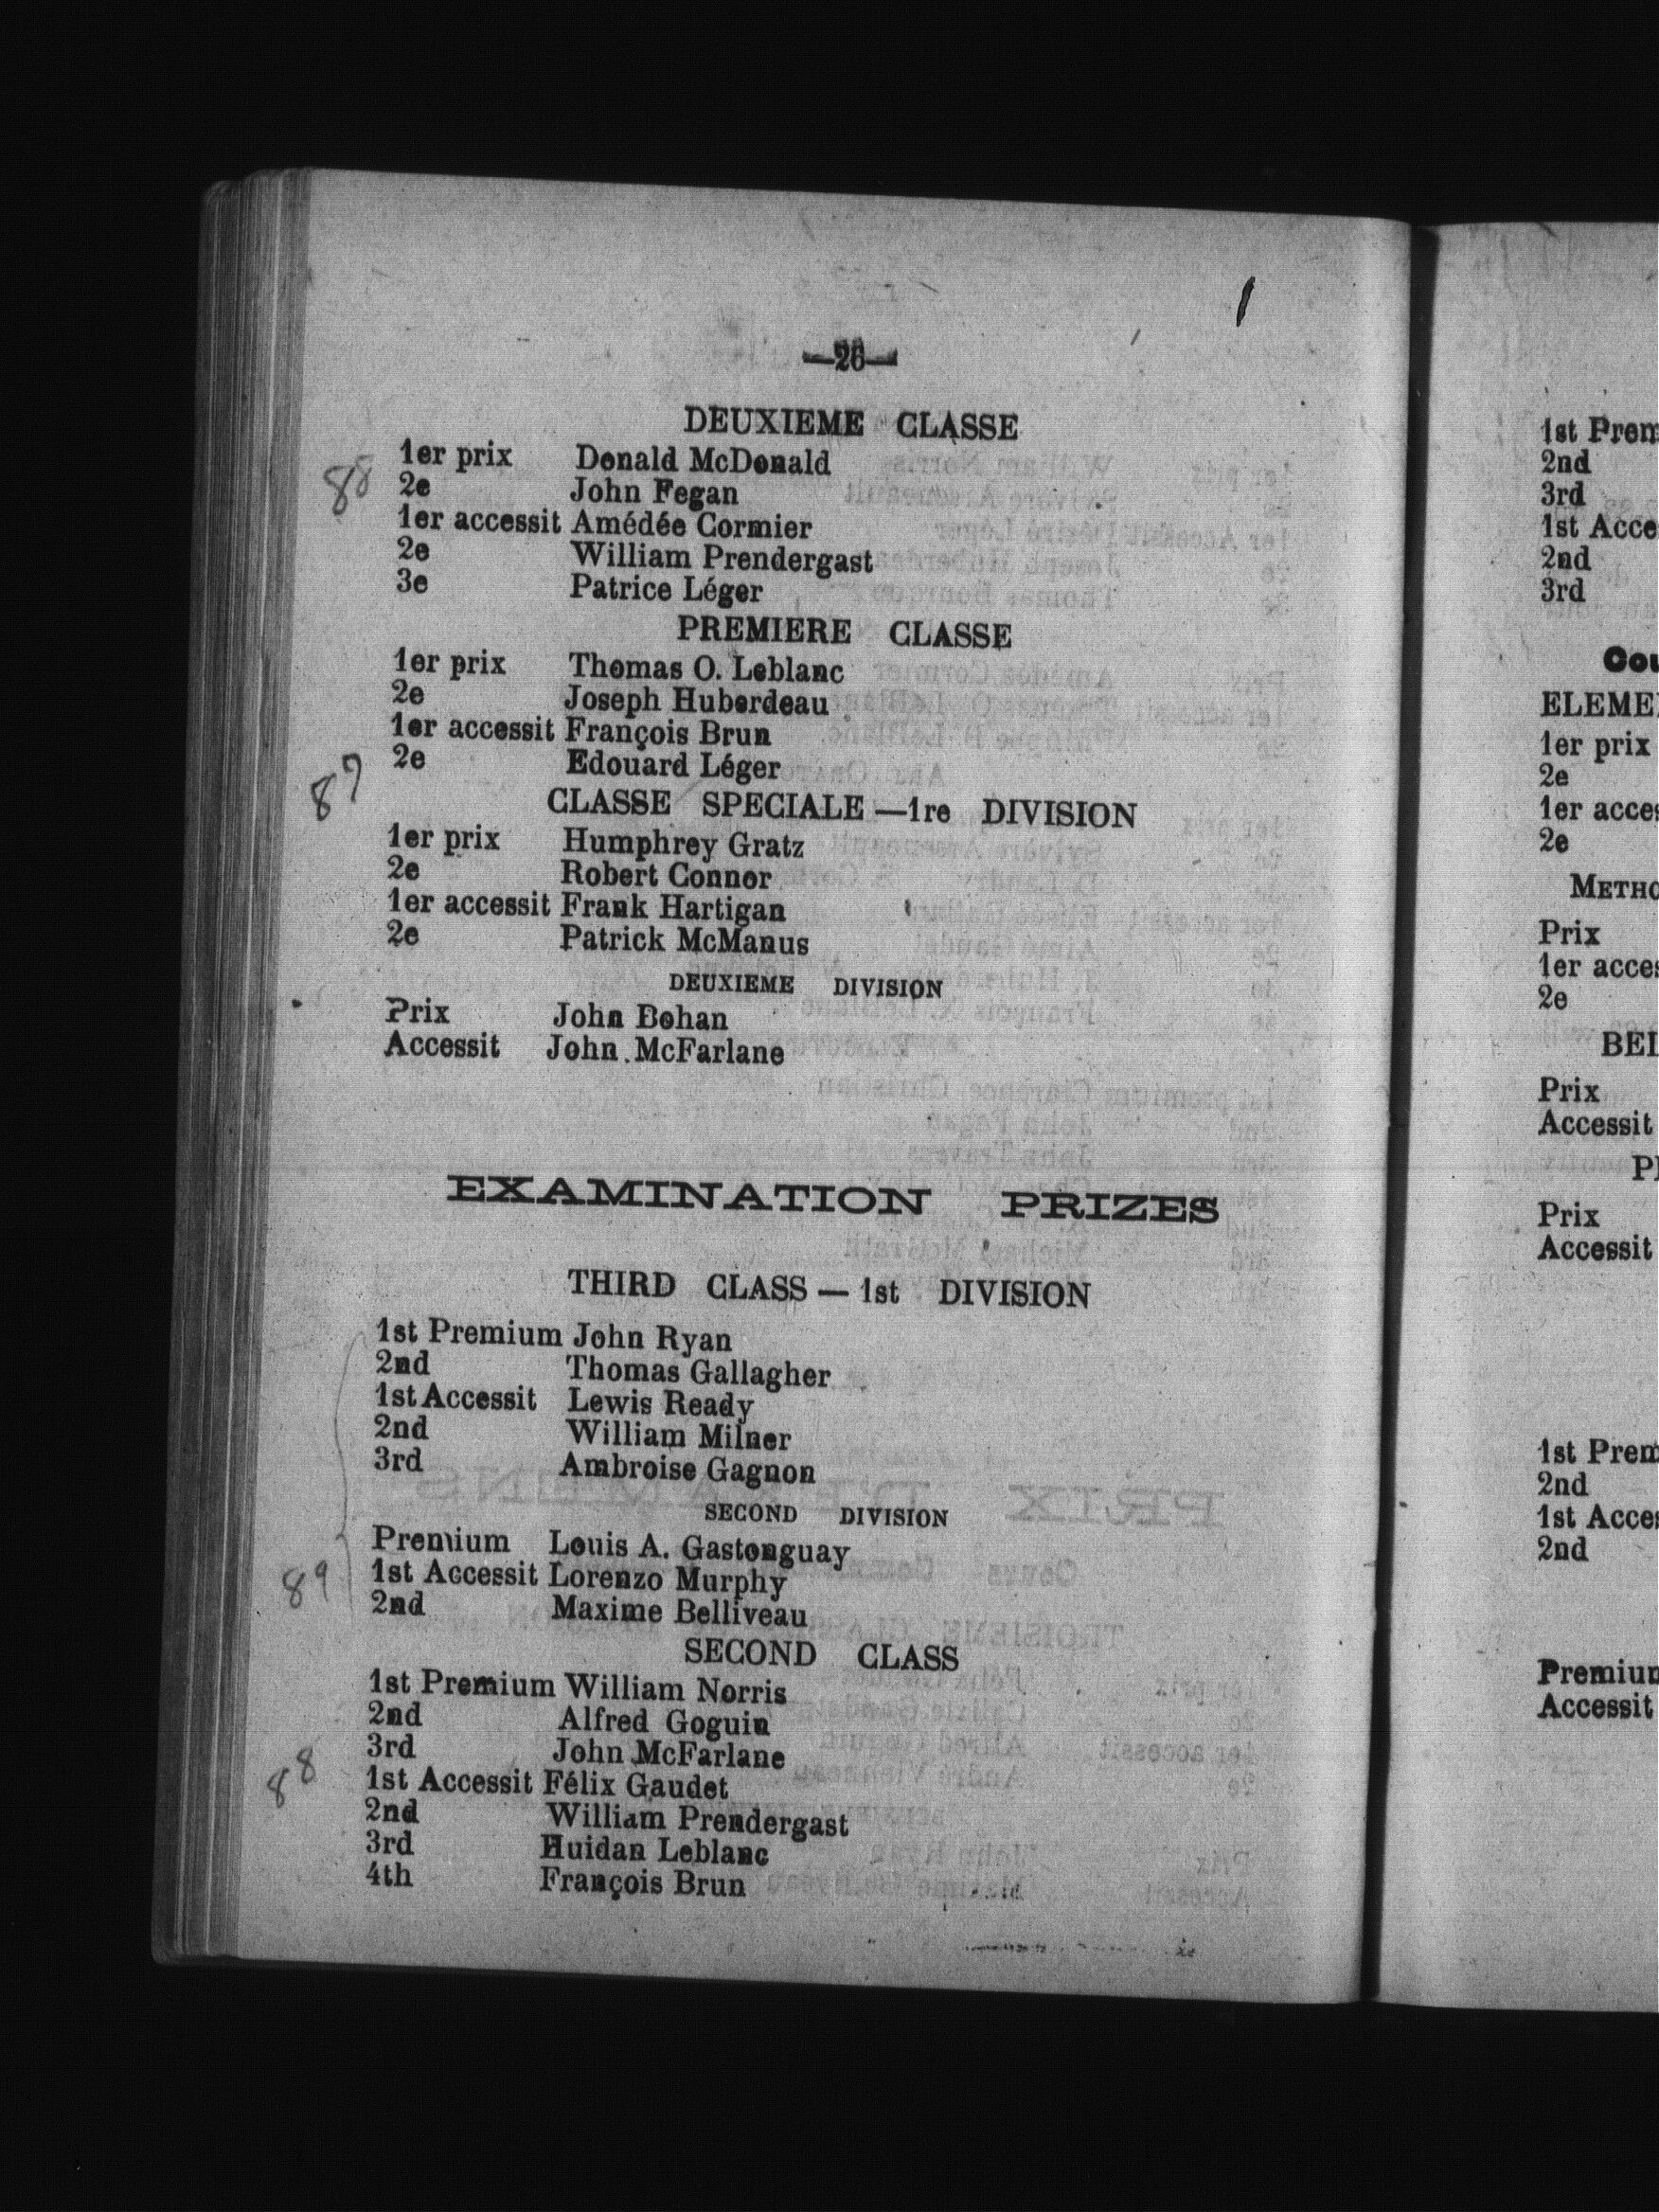 —26—
DEUXIEME CLASSE
1er prix Donald McDonald
88
2e John Fegan
1er accessit Amédée Cormier
2e William Prendergast
3e Patrice Léger
PREMIERE CLASSE
1er prix Thomas O. Leblanc
2e Joseph Huberdeau
1er accessit François Brun
2e Edouard Léger
87
CLASSE SPECIALE —1re DIVISION
1er prix Humphrey Gratz
2e Robert Connor
1er accessit Frank Hartigan
2e Patrick McManus
DEUXIEME DIVISION
Prix John Bohan
Accessit John McFarlane
EXAMINATION PRIZES
THIRD CLASS — 1st DIVISION
1st Premium John Ryan
2nd Thomas Gallagher
1st Accessit Lewis Ready
2nd William Milner
3rd Ambroise Gagnon
SECOND DIVISION
Premium Louis A. Gastonguay
1st Accessit Lorenzo Murphy
89
2nd Maxime Belliveau
SECOND CLASS
1st Premium William Norris
2nd Alfred Goguin
3rd John McFarlane
88
1st Accessit Félix Gaudet
2nd William Prendergast
3rd Huidan Leblanc
4th François Brun
1st Prem
2nd
3rd
1st Acce
2nd
3rd
Cou
ELEME
1er prix
2e
1er acces
2e
METHO
Prix
1er acces
2e
BEL
Prix
Accessit
Prix
Accessit
1st Prem
2nd
1st Acces
2nd
Premium
Accessit